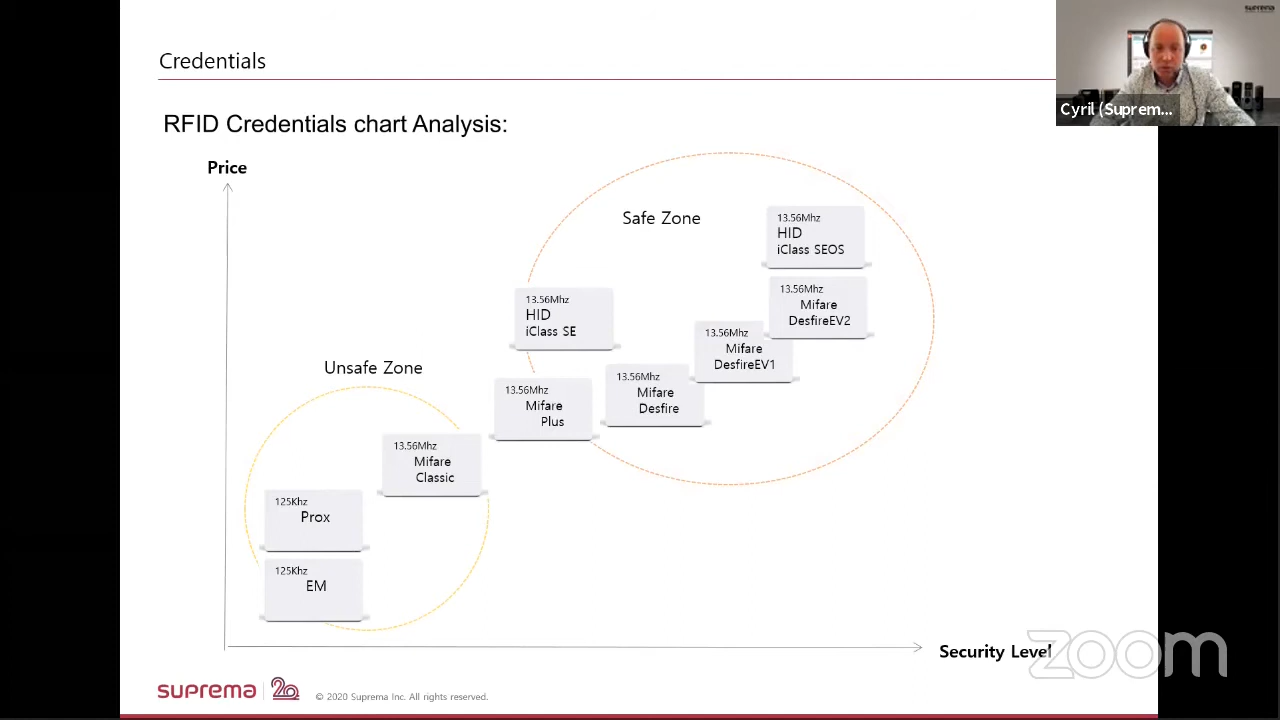 Credentials
suprema
Cyril (Suprem...
RFID Credentials chart Analysis:
Price
Safe Zone
13.56Mhz
HID
iClass SEOS
13.56Mhz
Mifare
DesfireEV2
13.56Mhz
HID
iClass SE
13.56Mhz
Mifare
DesfireEV1
Unsafe Zone
13.56Mhz
Mifare
Desfire
13.56Mhz
Mifare
Plus
13.56Mhz
Mifare
Classic
125Khz
Prox
125Khz
EM
Security Level
zoom
suprema 20
© 2020 Suprema Inc. All rights reserved.